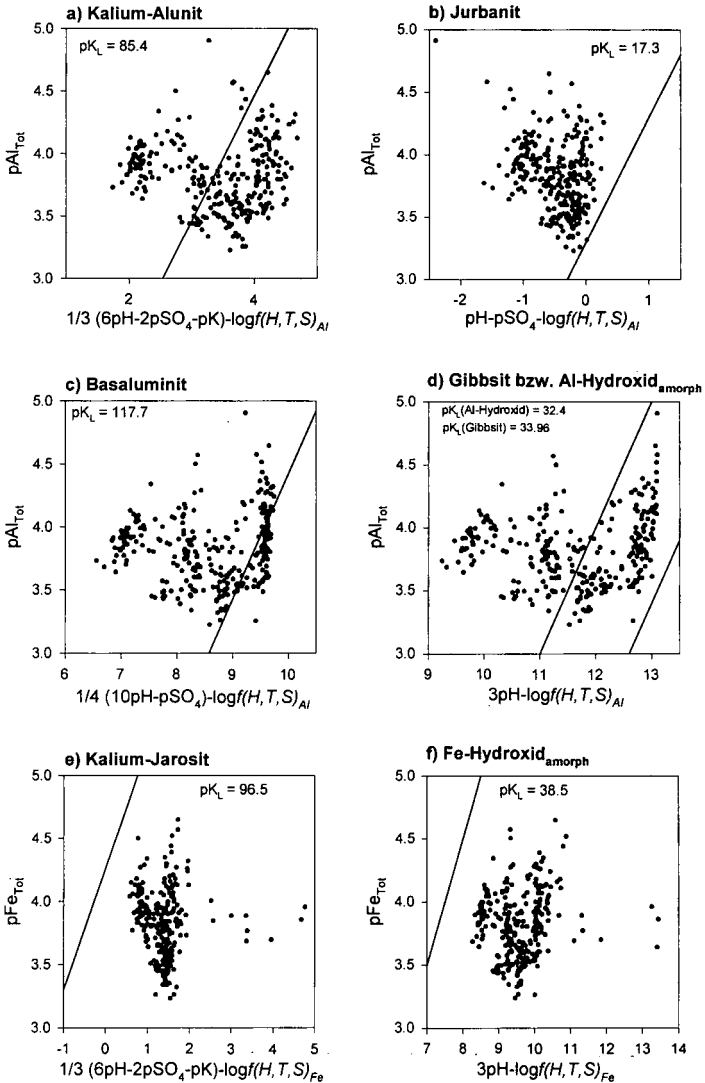 a) Kalium-Alunit
pK_L = 85.4
5.0
4.5
4.0
3.5
3.0
pAl_Tot
2 4
1/3 (6pH-2pSO_4-pK)-logf(H,T,S)_Al
b) Jurbanit
pK_L = 17.3
5.0
4.5
4.0
3.5
3.0
pAl_Tot
-2 -1 0 1
pH-pSO_4-logf(H,T,S)_Al
c) Basaluminit
pK_L = 117.7
5.0
4.5
4.0
3.5
3.0
pAl_Tot
6 7 8 9 10
1/4 (10pH-pSO_4)-logf(H,T,S)_Al
d) Gibbsit bzw. Al-Hydroxid_amorph
pK_L(Al-Hydroxid) = 32.4
pK_L(Gibbsit) = 33.96
5.0
4.5
4.0
3.5
3.0
pAl_Tot
9 10 11 12 13
3pH-logf(H,T,S)_Al
e) Kalium-Jarosit
pK_L = 96.5
5.0
4.5
4.0
3.5
3.0
pFe_Tot
-1 0 1 2 3 4 5
1/3 (6pH-2pSO_4-pK)-logf(H,T,S)_Fe
f) Fe-Hydroxid_amorph
pK_L = 38.5
5.0
4.5
4.0
3.5
3.0
pFe_Tot
7 8 9 10 11 12 13 14
3pH-logf(H,T,S)_Fe